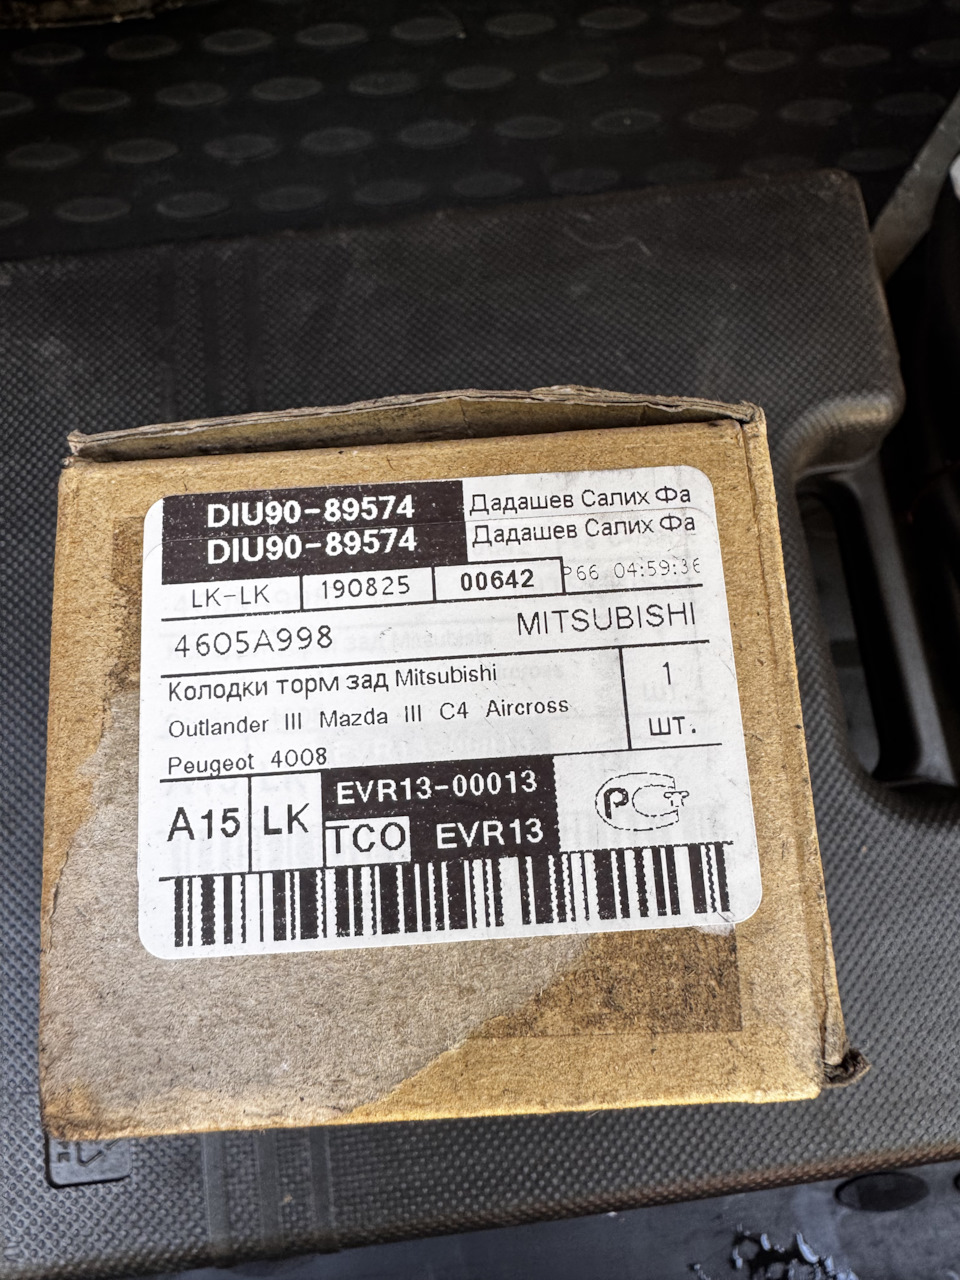 DIU90-89574
DIU90-89574
Дадашев Салих Фа
Дадашев Салих Фа
LK-LK 190825 00642 P66 04:59:36
4605A998 MITSUBISHI
Колодки торм зад Mitsubishi
Outlander III Mazda III C4 Aircross
Peugeot 4008
1
шт.
A15 LK
EVR13-00013
TCO EVR13